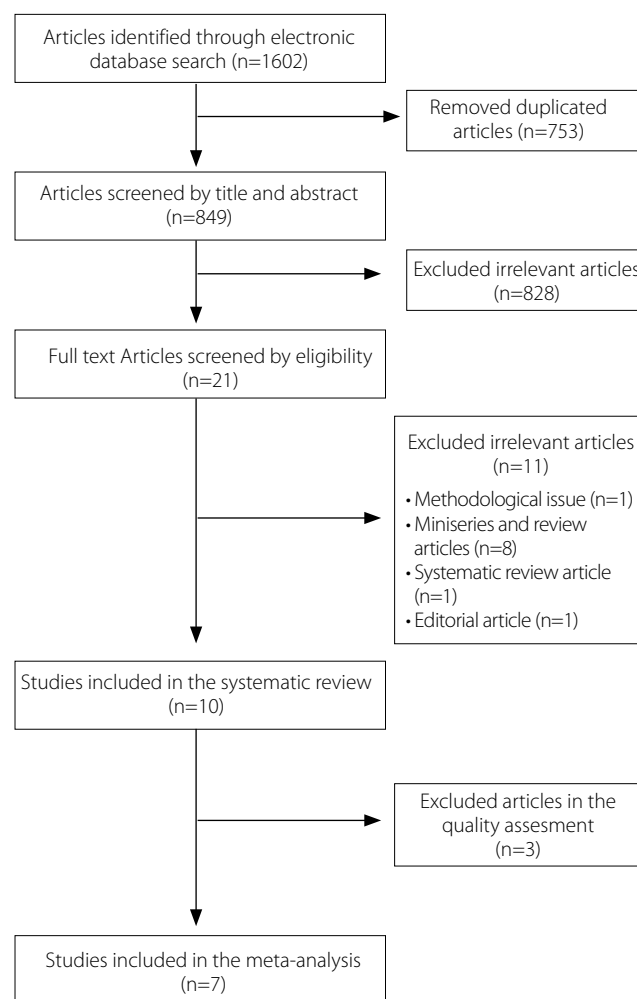 Articles identified through electronic
database search (n=1602)
Removed duplicated
articles (n=753)
Articles screened by title and abstract
(n=849)
Excluded irrelevant articles
(n=828)
Full text Articles screened by eligibility
(n=21)
Excluded irrelevant articles
(n=11)
• Methodological issue (n=1)
• Miniseries and review
articles (n=8)
• Systematic review article
(n=1)
• Editorial article (n=1)
Studies included in the systematic review
(n=10)
Excluded articles in the
quality assesment
(n=3)
Studies included in the meta-analysis
(n=7)